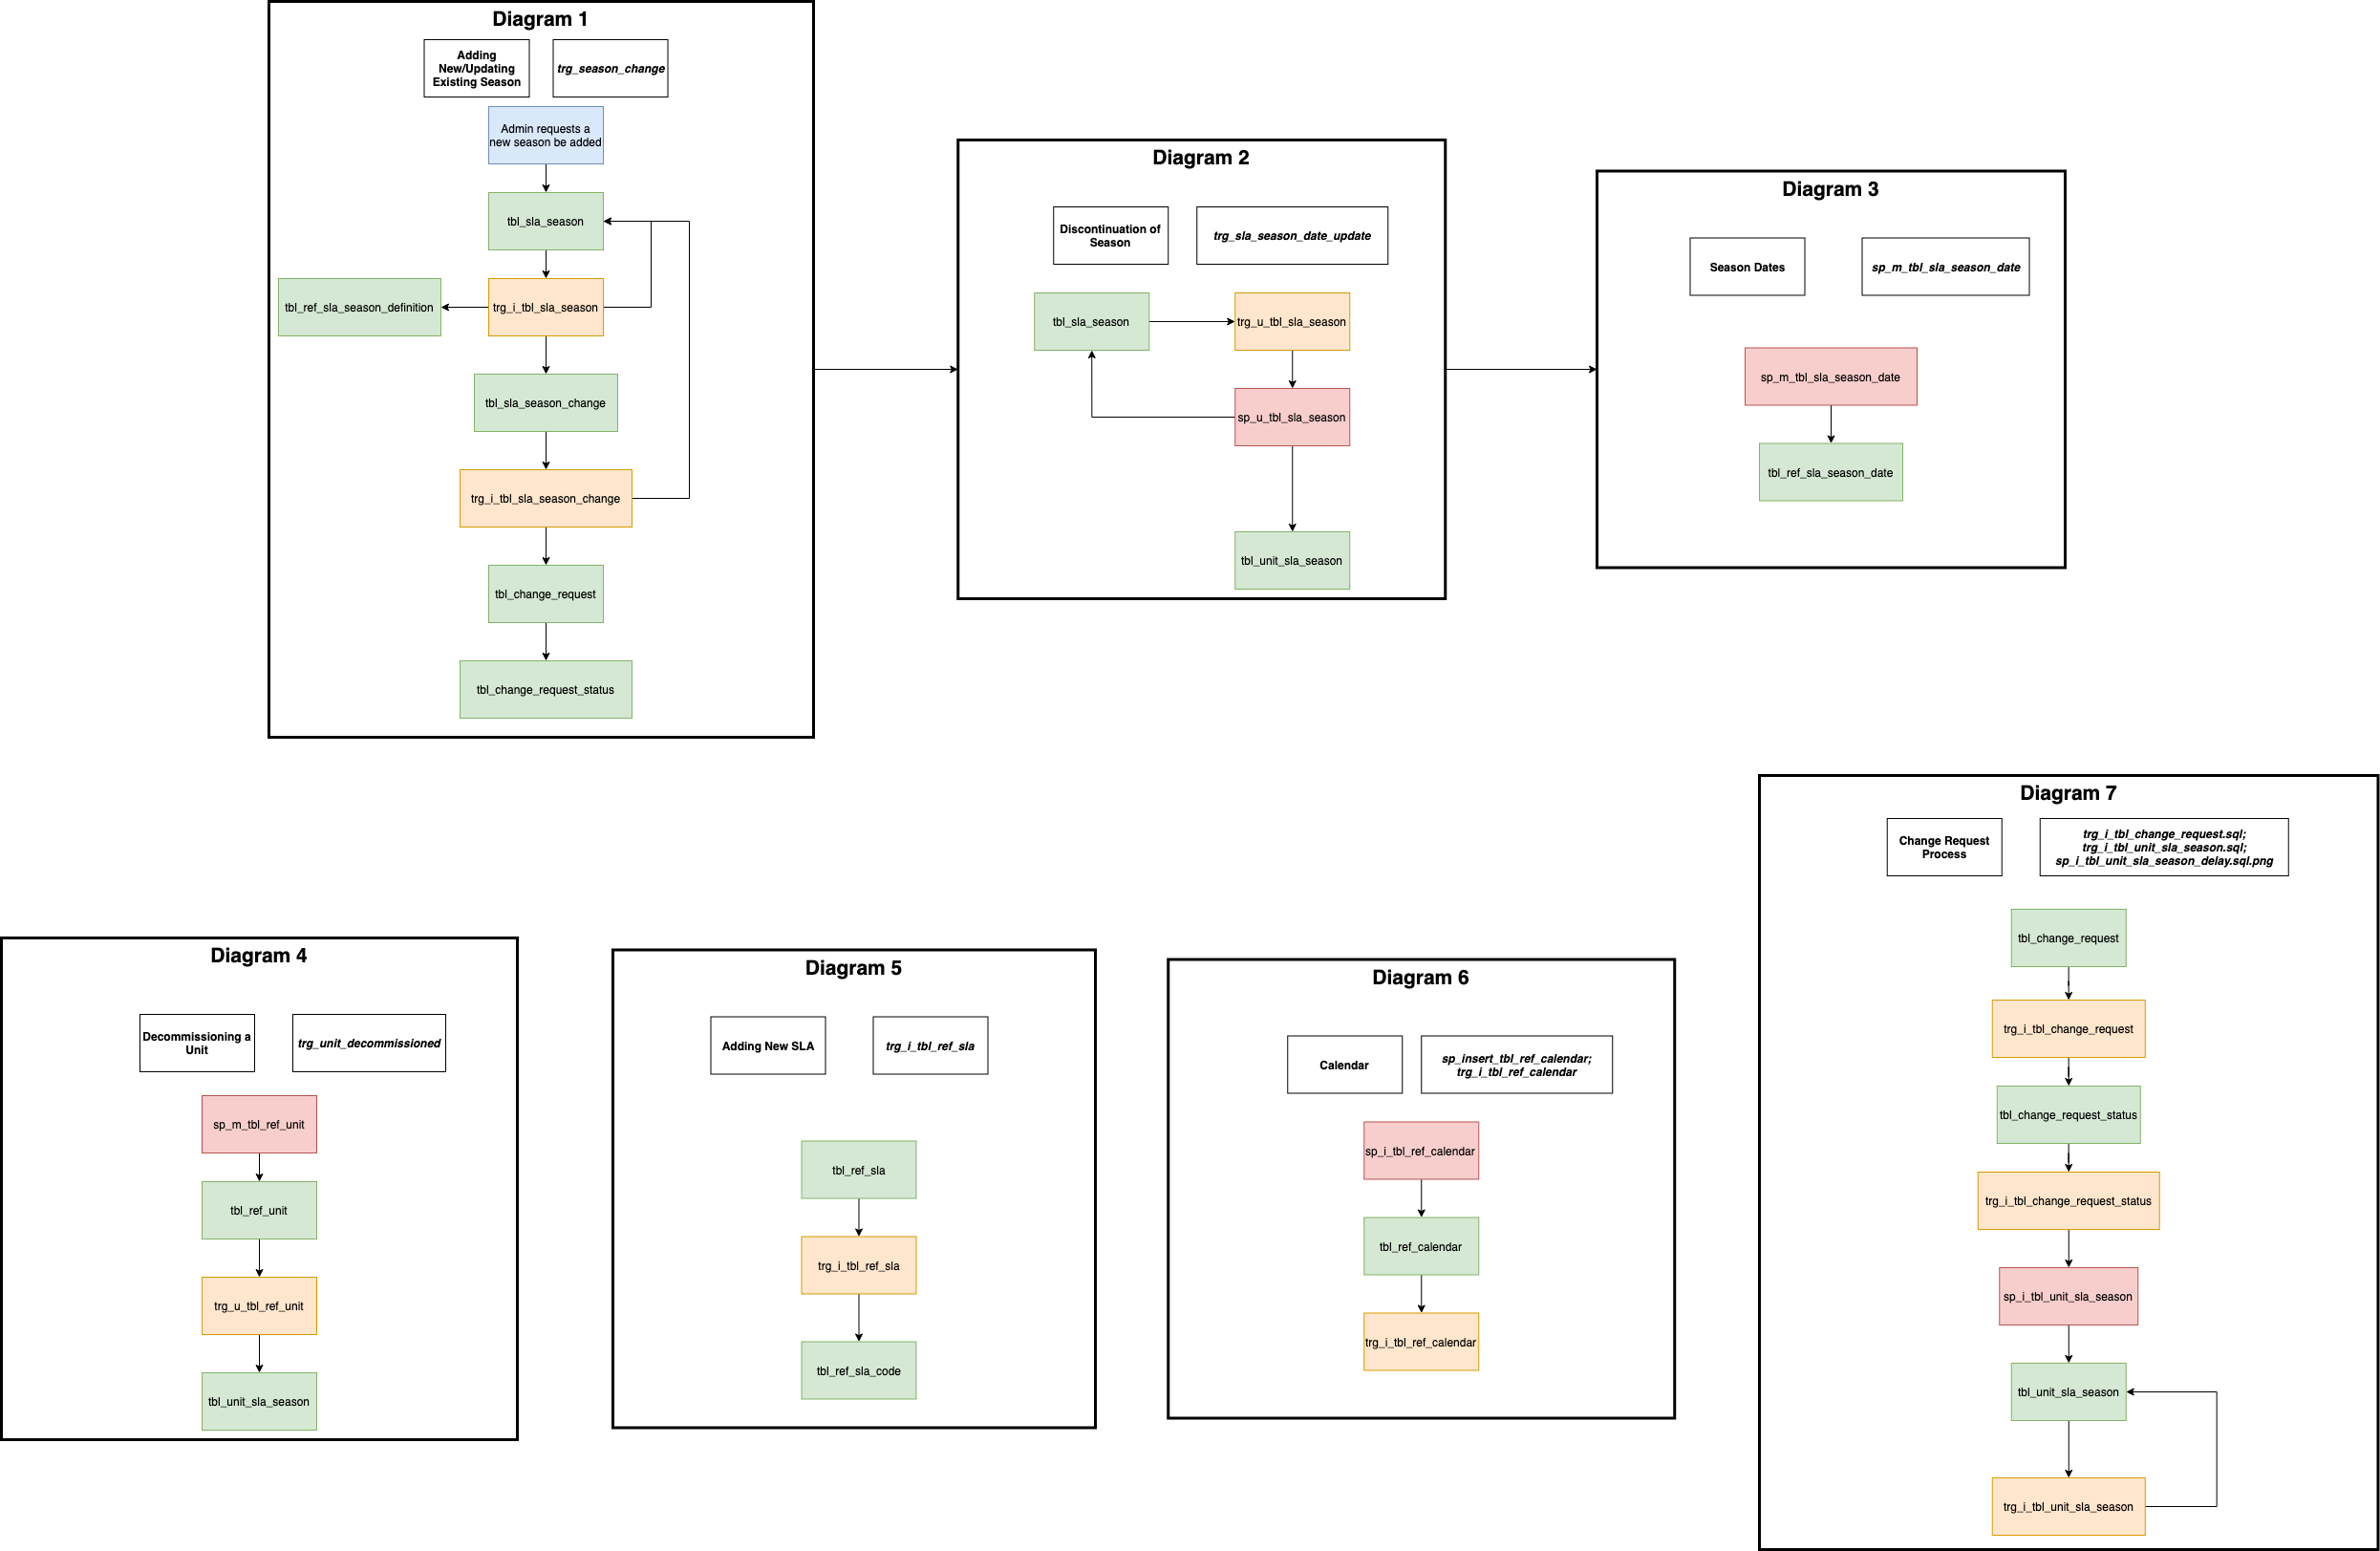 Diagram 1
Adding
New/Updating
Existing Season
trg_season_change
Admin requests a
new season be added
tbl_sla_season
tbl_ref_sla_season_definition
trg_i_tbl_sla_season
tbl_sla_season_change
trg_i_tbl_sla_season_change
tbl_change_request
tbl_change_request_status
Diagram 2
Discontinuation of
Season
trg_sla_season_date_update
tbl_sla_season
trg_u_tbl_sla_season
sp_u_tbl_sla_season
tbl_unit_sla_season
Diagram 3
Season Dates
sp_m_tbl_sla_season_date
sp_m_tbl_sla_season_date
tbl_ref_sla_season_date
Diagram 4
Decommissioning a
Unit
trg_unit_decommissioned
sp_m_tbl_ref_unit
tbl_ref_unit
trg_u_tbl_ref_unit
tbl_unit_sla_season
Diagram 5
Adding New SLA
trg_i_tbl_ref_sla
tbl_ref_sla
trg_i_tbl_ref_sla
tbl_ref_sla_code
Diagram 6
Calendar
sp_insert_tbl_ref_calendar;
trg_i_tbl_ref_calendar
sp_i_tbl_ref_calendar
tbl_ref_calendar
trg_i_tbl_ref_calendar
Diagram 7
Change Request
Process
trg_i_tbl_change_request.sql;
trg_i_tbl_unit_sla_season.sql;
sp_i_tbl_unit_sla_season_delay.sql.png
tbl_change_request
trg_i_tbl_change_request
tbl_change_request_status
trg_i_tbl_change_request_status
sp_i_tbl_unit_sla_season
tbl_unit_sla_season
trg_i_tbl_unit_sla_season